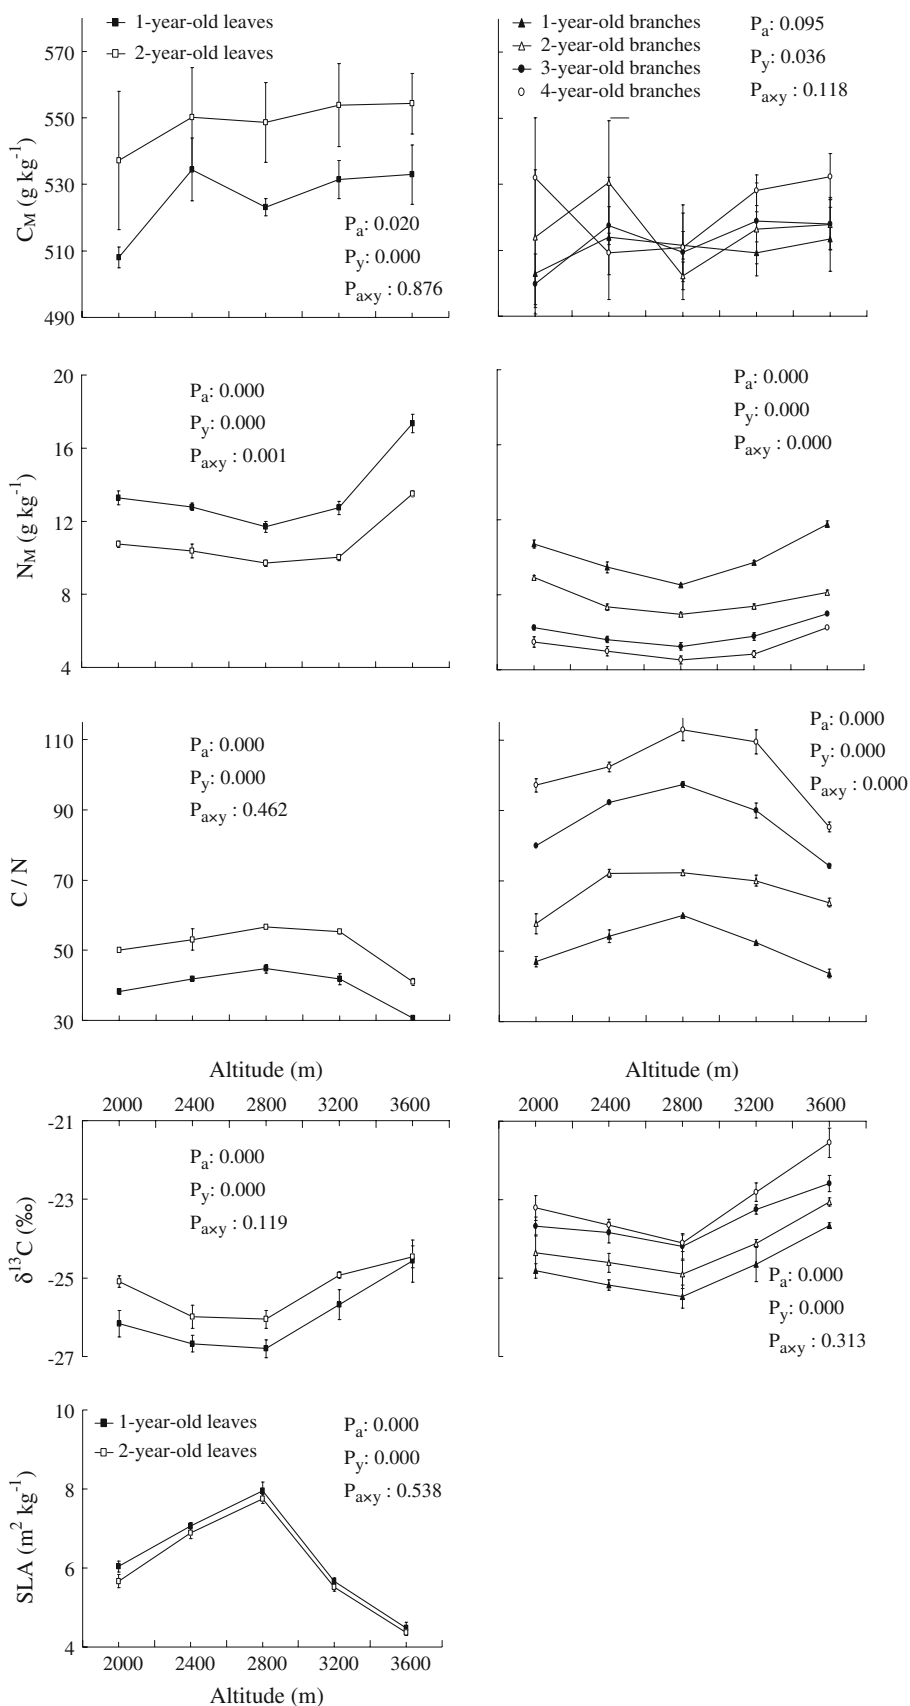 1-year-old leaves
2-year-old leaves
570
550
530
510
490
C_M (g kg⁻¹)
P_a: 0.020
P_y: 0.000
P_a×y : 0.876
1-year-old branches
2-year-old branches
3-year-old branches
4-year-old branches
P_a: 0.095
P_y: 0.036
P_a×y : 0.118
20
16
12
8
4
N_M (g kg⁻¹)
P_a: 0.000
P_y: 0.000
P_a×y : 0.001
P_a: 0.000
P_y: 0.000
P_a×y : 0.000
110
90
70
50
30
C / N
P_a: 0.000
P_y: 0.000
P_a×y : 0.462
P_a: 0.000
P_y: 0.000
P_a×y : 0.000
Altitude (m)
2000 2400 2800 3200 3600
Altitude (m)
2000 2400 2800 3200 3600
-21
-23
-25
-27
δ¹³C (‰)
P_a: 0.000
P_y: 0.000
P_a×y : 0.119
P_a: 0.000
P_y: 0.000
P_a×y : 0.313
10
8
6
4
SLA (m² kg⁻¹)
1-year-old leaves
2-year-old leaves
P_a: 0.000
P_y: 0.000
P_a×y : 0.538
2000 2400 2800 3200 3600
Altitude (m)